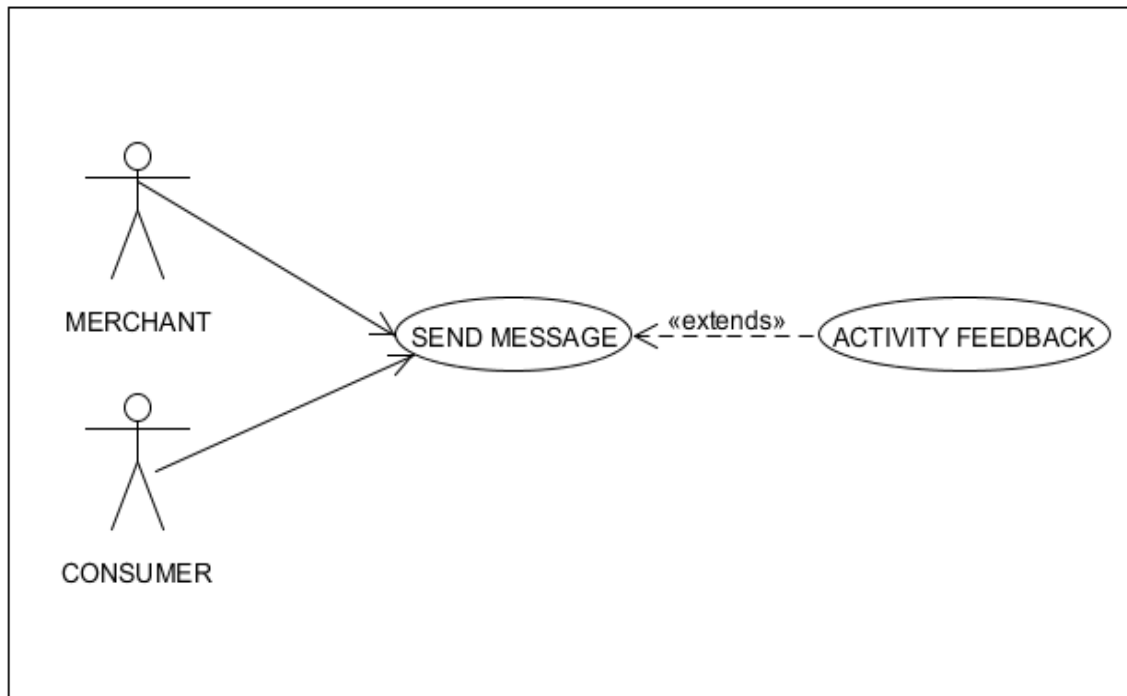 MERCHANT
SEND MESSAGE
«extends»
ACTIVITY FEEDBACK
CONSUMER